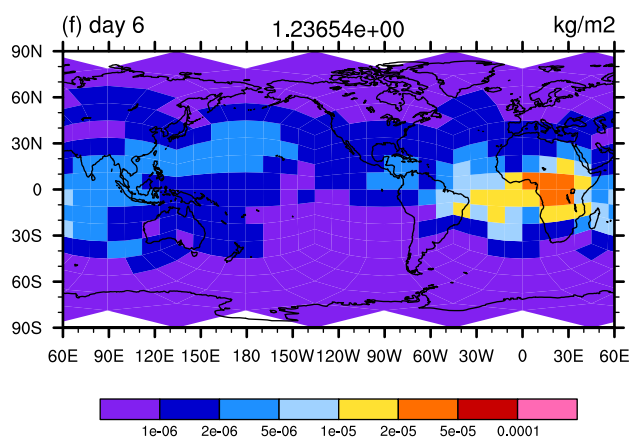 (f) day 6 1.23654e+00 kg/m2
90N
60N
30N
0
30S
60S
90S
60E 90E 120E 150E 180 150W 120W 90W 60W 30W 0 30E 60E
1e-06 2e-06 5e-06 1e-05 2e-05 5e-05 0.0001